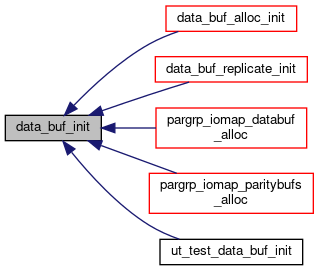 data_buf_alloc_init
data_buf_replicate_init
data_buf_init
pargrp_iomap_databuf
_alloc
pargrp_iomap_paritybufs
_alloc
ut_test_data_buf_init